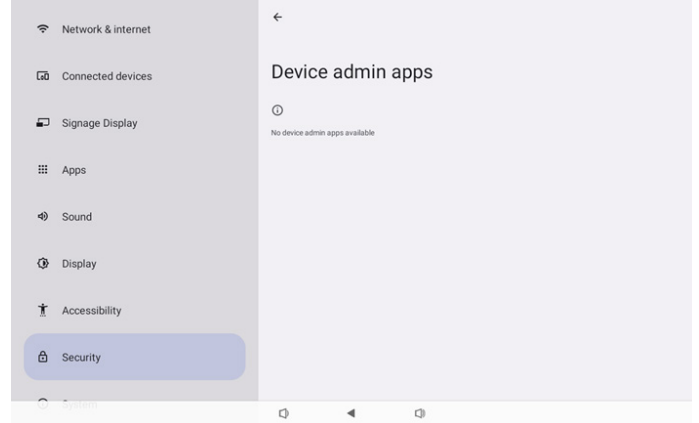 Network & internet
Connected devices
Signage Display
Apps
Sound
Display
Accessibility
Security
System
Device admin apps
No device admin apps available